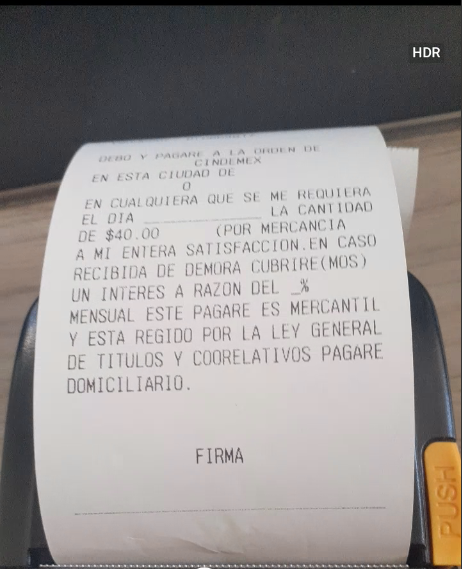 HDR
DEBO Y PAGARE A LA ORDEN DE
CINDEMEX
EN ESTA CIUDAD DE
O
EN CUALQUIERA QUE SE ME REQUIERA
EL DIA ______________ LA CANTIDAD
DE $40.00 (POR MERCANCIA
A MI ENTERA SATISFACCION.EN CASO
RECIBIDA DE DEMORA CUBRIRE(MOS)
UN INTERES A RAZON DEL _%
MENSUAL ESTE PAGARE ES MERCANTIL
Y ESTA REGIDO POR LA LEY GENERAL
DE TITULOS Y COORELATIVOS PAGARE
DOMICILIARIO.
FIRMA
PUSH